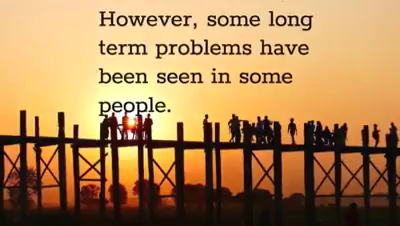 However, some long
term problems have
been seen in some
people.